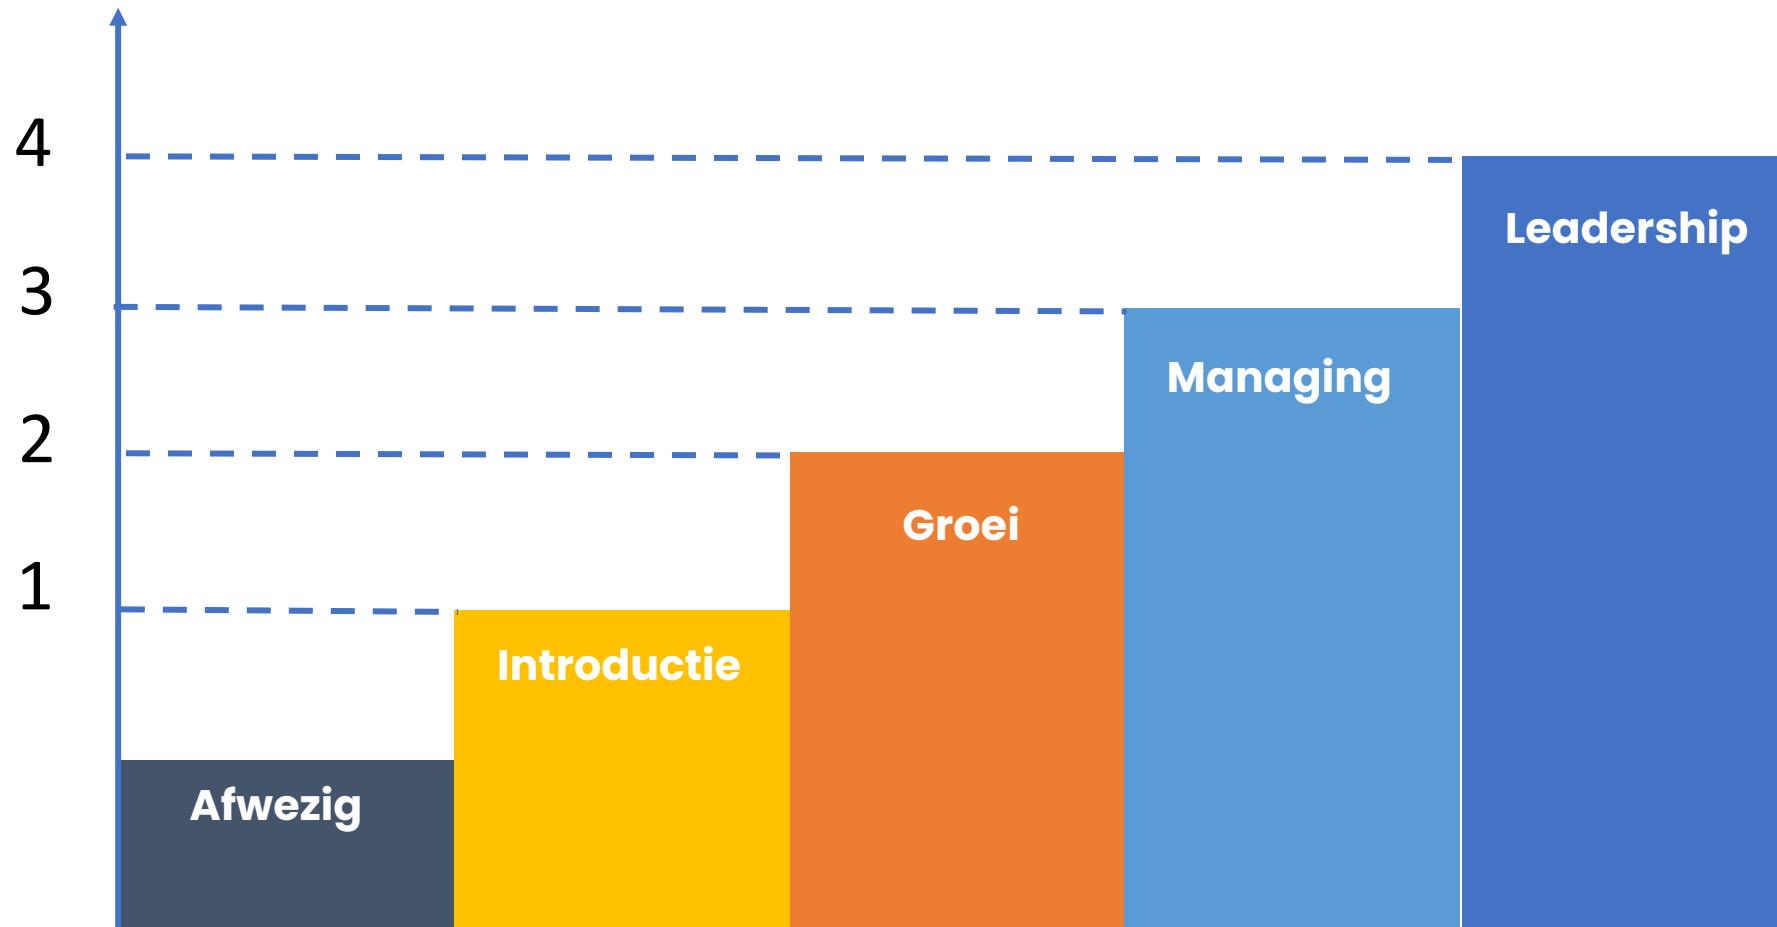 4
Leadership
3
Managing
2
Groei
1
Introductie
Afwezig